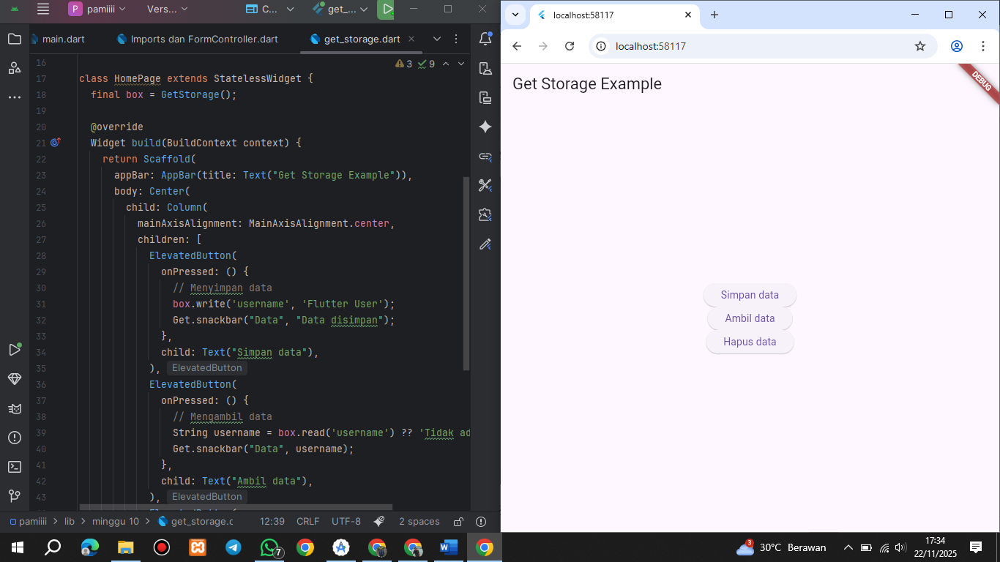 P pamiiii
Vers...
C...
get_...
main.dart
Imports dan FormController.dart
get_storage.dart
3 9
16
17 class HomePage extends StatelessWidget {
18 final box = GetStorage();
19
20 @override
21 Widget build(BuildContext context) {
22 return Scaffold(
23 appBar: AppBar(title: Text("Get Storage Example")),
24 body: Center(
25 child: Column(
26 mainAxisAlignment: MainAxisAlignment.center,
27 children: [
28 ElevatedButton(
29 onPressed: () {
30 // Menyimpan data
31 box.write('username', 'Flutter User');
32 Get.snackbar("Data", "Data disimpan");
33 },
34 child: Text("Simpan data"),
35 ), ElevatedButton
36 ElevatedButton(
37 onPressed: () {
38 // Mengambil data
39 String username = box.read('username') ?? 'Tidak ad
40 Get.snackbar("Data", username);
41 },
42 child: Text("Ambil data"),
43 ), ElevatedButton
pamiiii > lib > minggu 10 > get_storage.c
12:39 CRLF UTF-8 2 spaces
localhost:58117
localhost:58117
Get Storage Example
DEBUG
Simpan data
Ambil data
Hapus data
7
3
30°C Berawan
17:34
22/11/2025